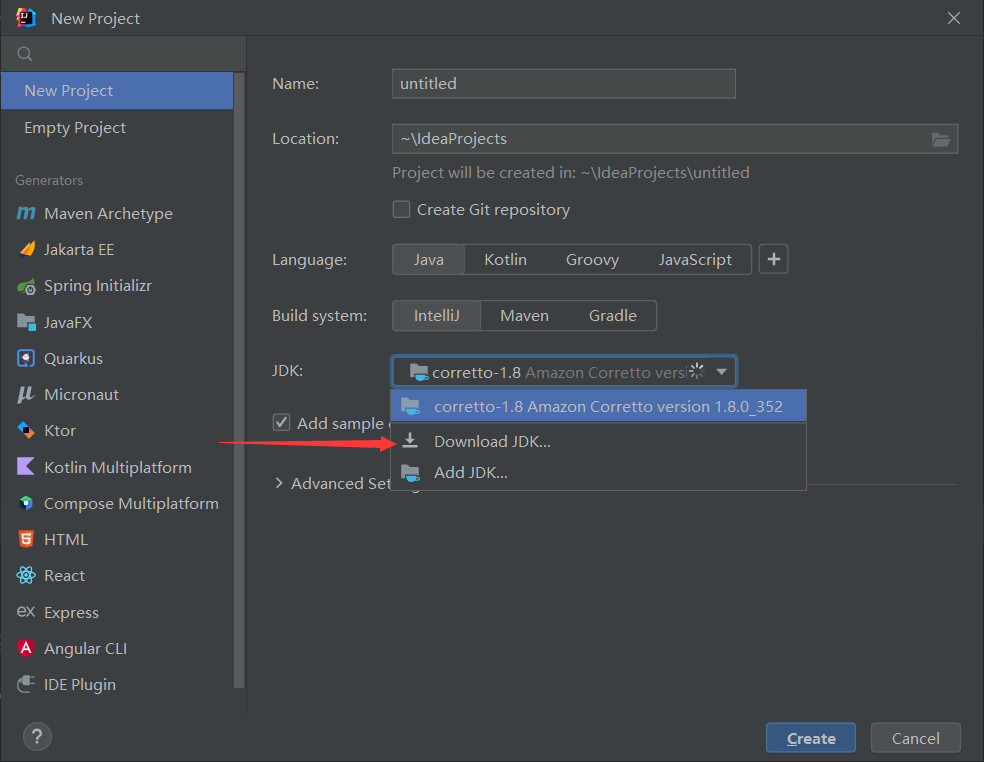 New Project
New Project
Empty Project
Generators
Maven Archetype
Jakarta EE
Spring Initializr
JavaFX
Quarkus
Micronaut
Ktor
Kotlin Multiplatform
Compose Multiplatform
HTML
React
ex Express
Angular CLI
IDE Plugin
?
Name: untitled
Location: ~\IdeaProjects
Project will be created in: ~\IdeaProjects\untitled
Create Git repository
Language: Java Kotlin Groovy JavaScript +
Build system: IntelliJ Maven Gradle
JDK: corretto-1.8 Amazon Corretto versi
corretto-1.8 Amazon Corretto version 1.8.0_352
Add sample
Download JDK...
Add JDK...
Advanced Set
Create Cancel